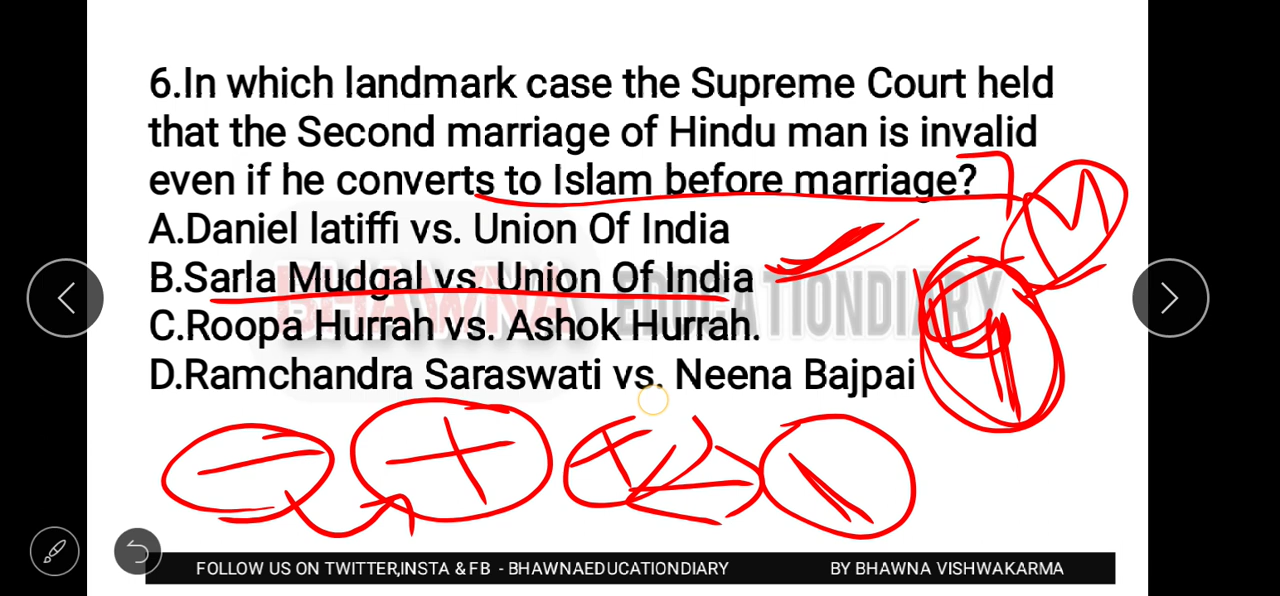 6.In which landmark case the Supreme Court held
that the Second marriage of Hindu man is invalid
even if he converts to Islam before marriage?
A.Daniel latiffi vs. Union Of India
B.Sarla Mudgal vs. Union Of India
BHAWNA EDUCATIONDIARY
C.Roopa Hurrah vs. Ashok Hurrah.
D.Ramchandra Saraswati vs. Neena Bajpai
FOLLOW US ON TWITTER,INSTA & FB - BHAWNAEDUCATIONDIARY BY BHAWNA VISHWAKARMA